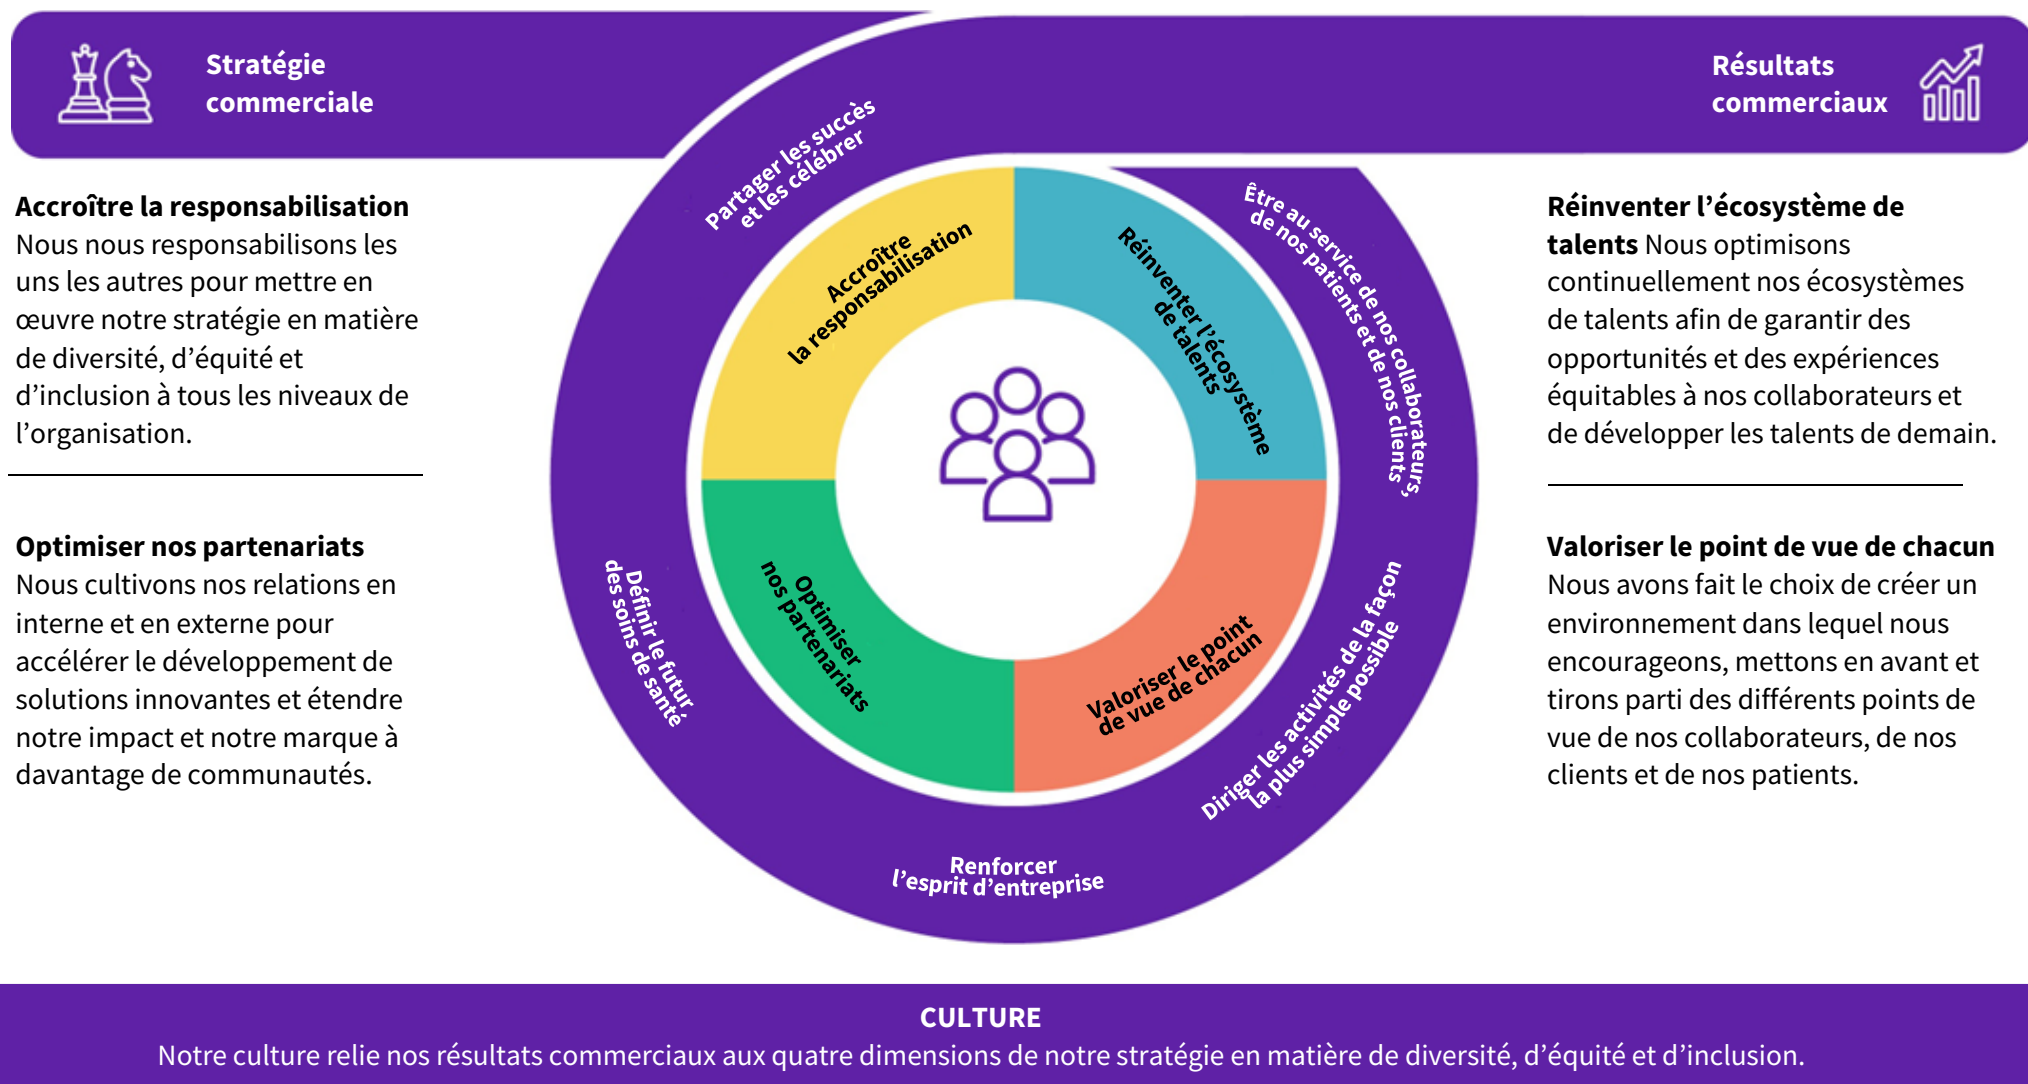 Stratégie
commerciale
Résultats
commerciaux
Accroître la responsabilisation
Nous nous responsabilisons les
uns les autres pour mettre en
œuvre notre stratégie en matière
de diversité, d’équité et
d’inclusion à tous les niveaux de
l’organisation.
Optimiser nos partenariats
Nous cultivons nos relations en
interne et en externe pour
accélérer le développement de
solutions innovantes et étendre
notre impact et notre marque à
davantage de communautés.
Partager les succès
et les célébrer
Être au service de nos collaborateurs,
de nos patients et de nos clients
Diriger les activités de la façon
la plus simple possible
Renforcer
l’esprit d’entreprise
Définir le futur
des soins de santé
Accroître
la responsabilisation
Réinventer l’écosystème
de talents
Valoriser le point
de vue de chacun
Optimiser
nos partenariats
Réinventer l’écosystème de
talents Nous optimisons
continuellement nos écosystèmes
de talents afin de garantir des
opportunités et des expériences
équitables à nos collaborateurs et
de développer les talents de demain.
Valoriser le point de vue de chacun
Nous avons fait le choix de créer un
environnement dans lequel nous
encourageons, mettons en avant et
tirons parti des différents points de
vue de nos collaborateurs, de nos
clients et de nos patients.
CULTURE
Notre culture relie nos résultats commerciaux aux quatre dimensions de notre stratégie en matière de diversité, d’équité et d’inclusion.